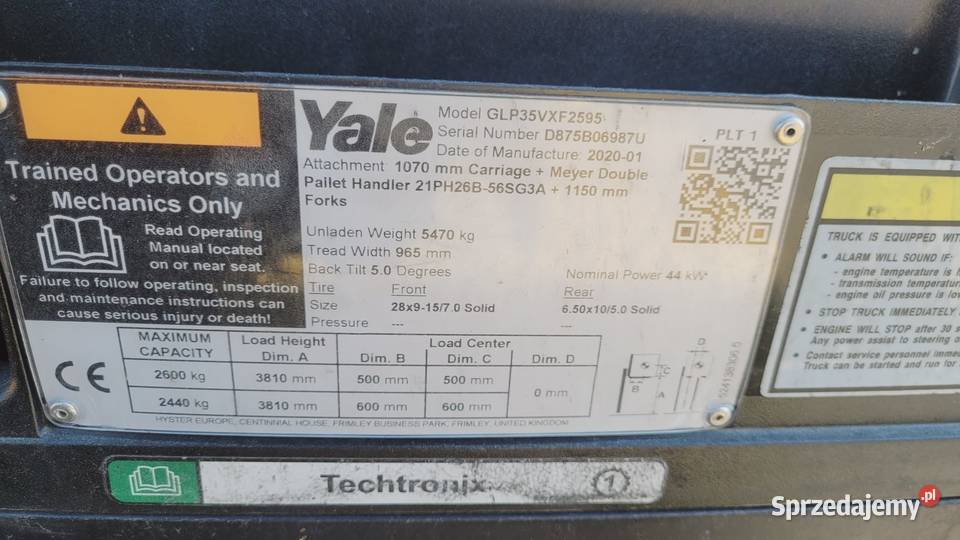 Yale
Model GLP35VXF2595
Serial Number D875B06987U
Date of Manufacture: 2020-01
PLT 1
Attachment: 1070 mm Carriage + Meyer Double
Pallet Handler 21PH26B-56SG3A + 1150 mm
Forks
Trained Operators and
Mechanics Only
Read Operating
Manual located
on or near seat.
Failure to follow operating, inspection
and maintenance instructions can
cause serious injury or death!
Unladen Weight 5470 kg
Tread Width 965 mm
Back Tilt 5.0 Degrees
Nominal Power 44 kW
Tire Front Rear
Size 28x9-15/7.0 Solid 6.50x10/5.0 Solid
Pressure --- ---
MAXIMUM CAPACITY Load Height Dim. A Load Center
Dim. B Dim. C Dim. D
2600 kg 3810 mm 500 mm 500 mm 0 mm
2440 kg 3810 mm 600 mm 600 mm
D
C
B
A
CE
HYSTER EUROPE, CENTINNIAL HOUSE, FRIMLEY BUSINESS PARK, FRIMLEY, UNITED KINGDOM
TRUCK IS EQUIPPED WIT
• ALARM WILL SOUND IF:
- engine temperature is h
- transmission temperatur
- engine oil pressure is lov
• STOP TRUCK IMMEDIATELY
• ENGINE WILL STOP after 30 s
Any power assist to steering o
• Contact service personnel imme
Truck can be started and run for
Techtronix 1
Sprzedajemy.pl